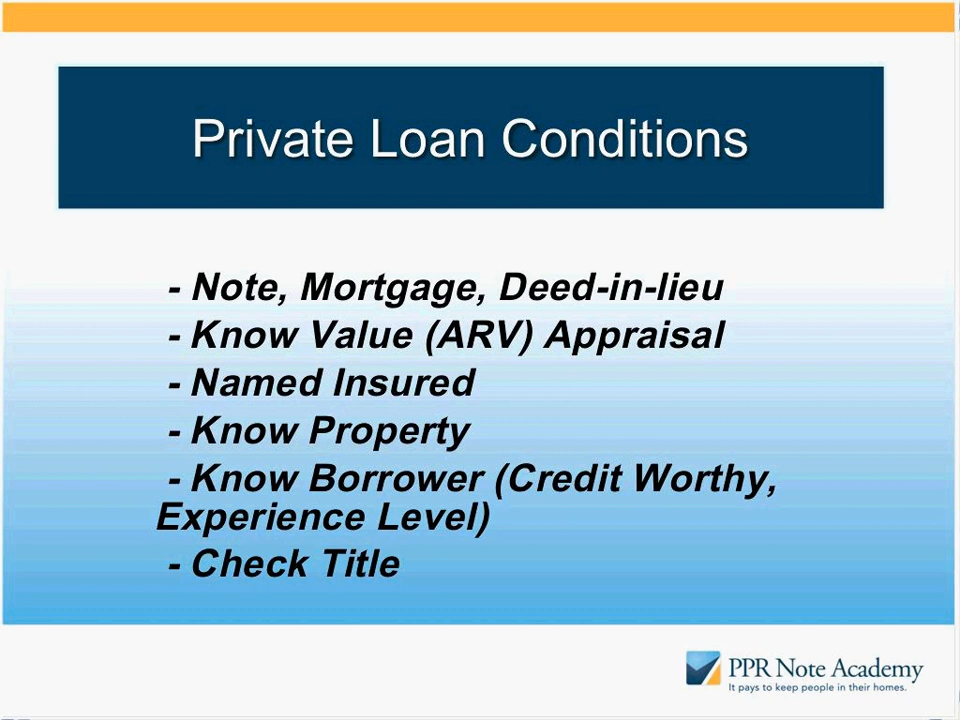 Private Loan Conditions
- Note, Mortgage, Deed-in-lieu
- Know Value (ARV) Appraisal
- Named Insured
- Know Property
- Know Borrower (Credit Worthy,
Experience Level)
- Check Title
PPR Note Academy
It pays to keep people in their homes.